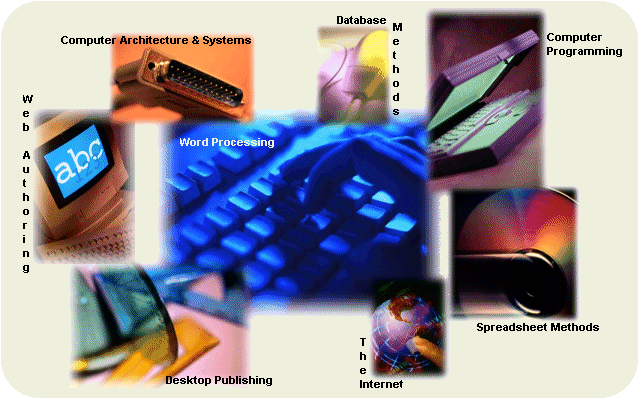 Database
Methods
Computer Architecture & Systems
Computer
Programming
Web Authoring
Word Processing
abc
Spreadsheet Methods
The
Internet
Desktop Publishing